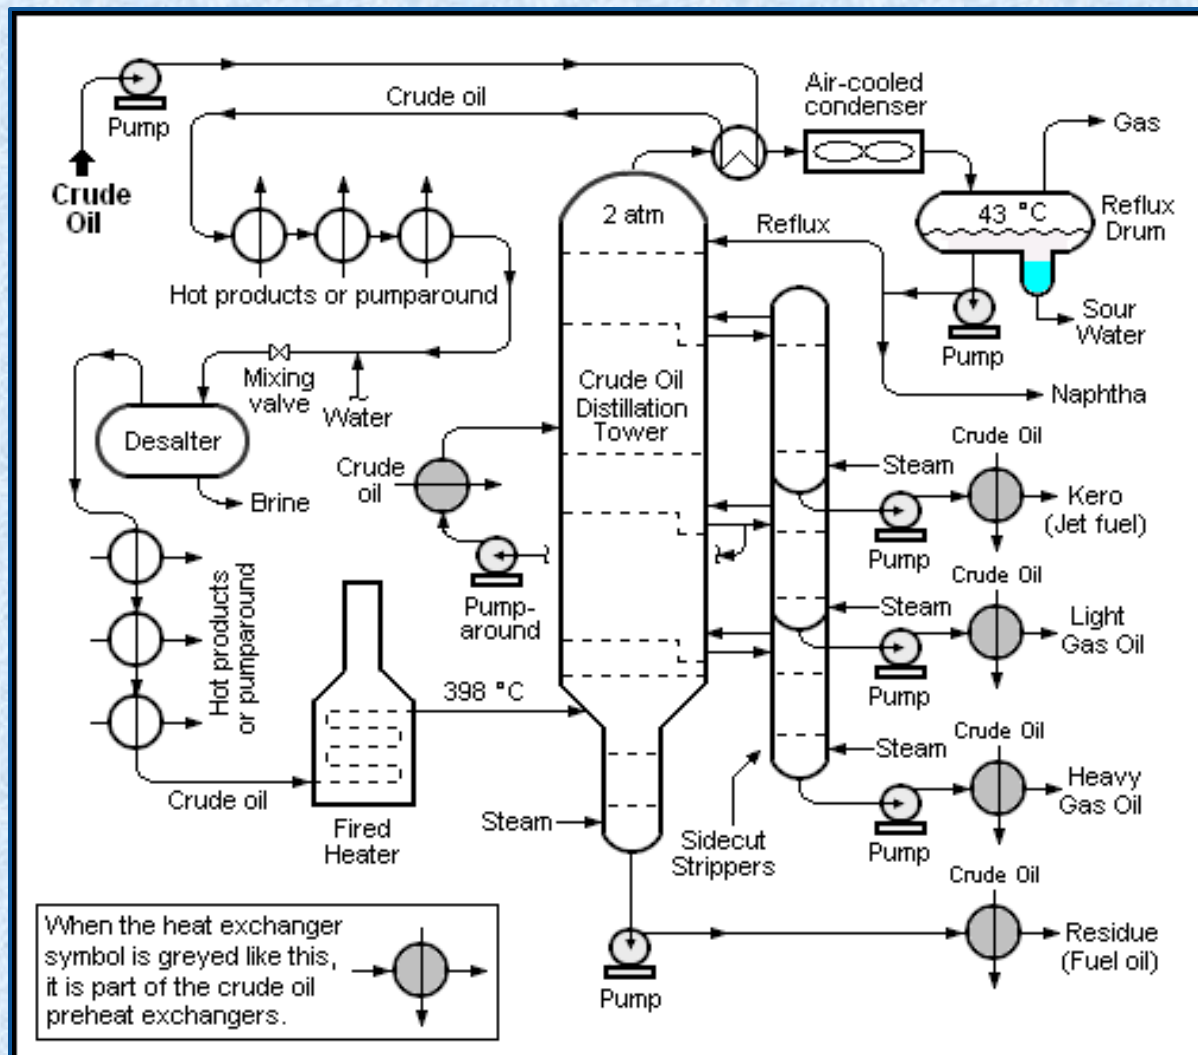 Crude oil
Pump
Crude
Oil
Air-cooled
condenser
Gas
2 atm
Reflux
43 °C
Reflux
Drum
Hot products or pumparound
Sour
Water
Pump
Mixing
valve
Water
Crude Oil
Distillation
Tower
Naphtha
Desalter
Brine
Crude
oil
Steam
Crude Oil
Kero
(Jet fuel)
Pump
Pump-
around
Hot products
or pumparound
Steam
Crude Oil
Light
Gas Oil
Pump
398 °C
Steam
Crude Oil
Heavy
Gas Oil
Pump
Crude oil
Fired
Heater
Steam
Sidecut
Strippers
Crude Oil
Residue
(Fuel oil)
Pump
When the heat exchanger
symbol is greyed like this,
it is part of the crude oil
preheat exchangers.